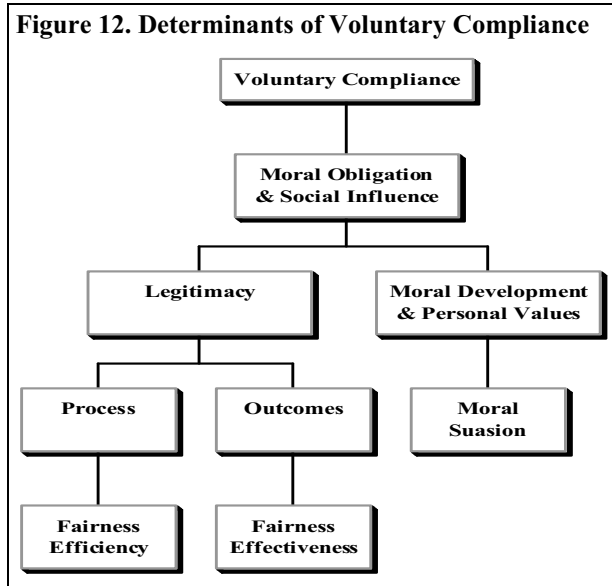 Figure 12. Determinants of Voluntary Compliance
Voluntary Compliance
Moral Obligation
& Social Influence
Legitimacy
Moral Development
& Personal Values
Process
Outcomes
Moral
Suasion
Fairness
Efficiency
Fairness
Effectiveness